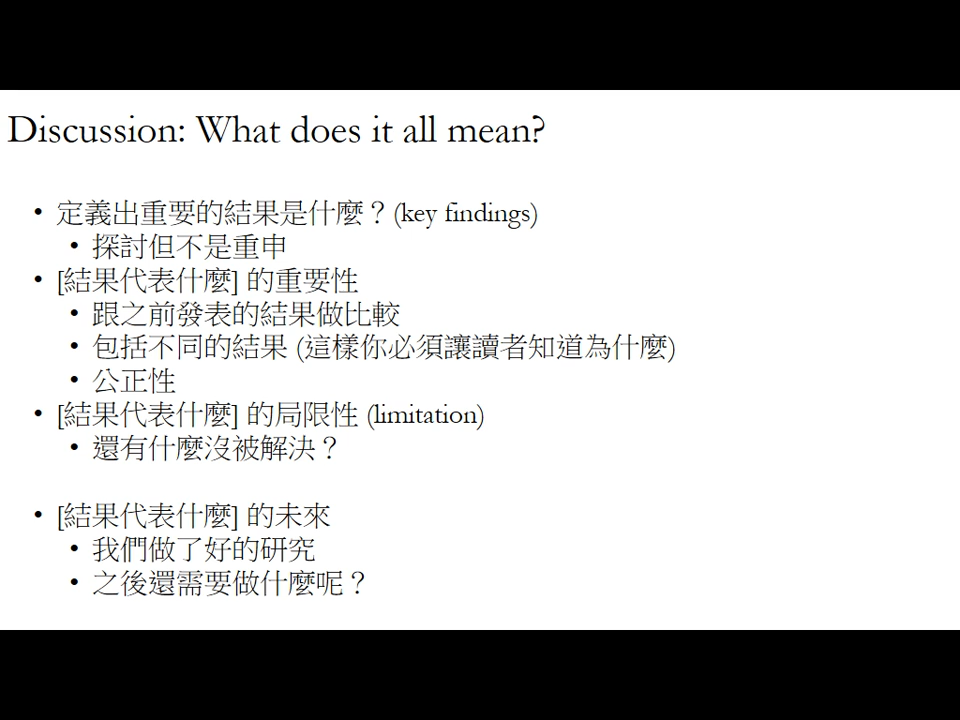 Discussion: What does it all mean?
• 定義出重要的結果是什麼？(key findings)
• 探討但不是重申
• [結果代表什麼] 的重要性
• 跟之前發表的結果做比較
• 包括不同的結果 (這樣你必須讓讀者知道為什麼)
• 公正性
• [結果代表什麼] 的局限性 (limitation)
• 還有什麼沒被解決？
• [結果代表什麼] 的未來
• 我們做了好的研究
• 之後還需要做什麼呢？